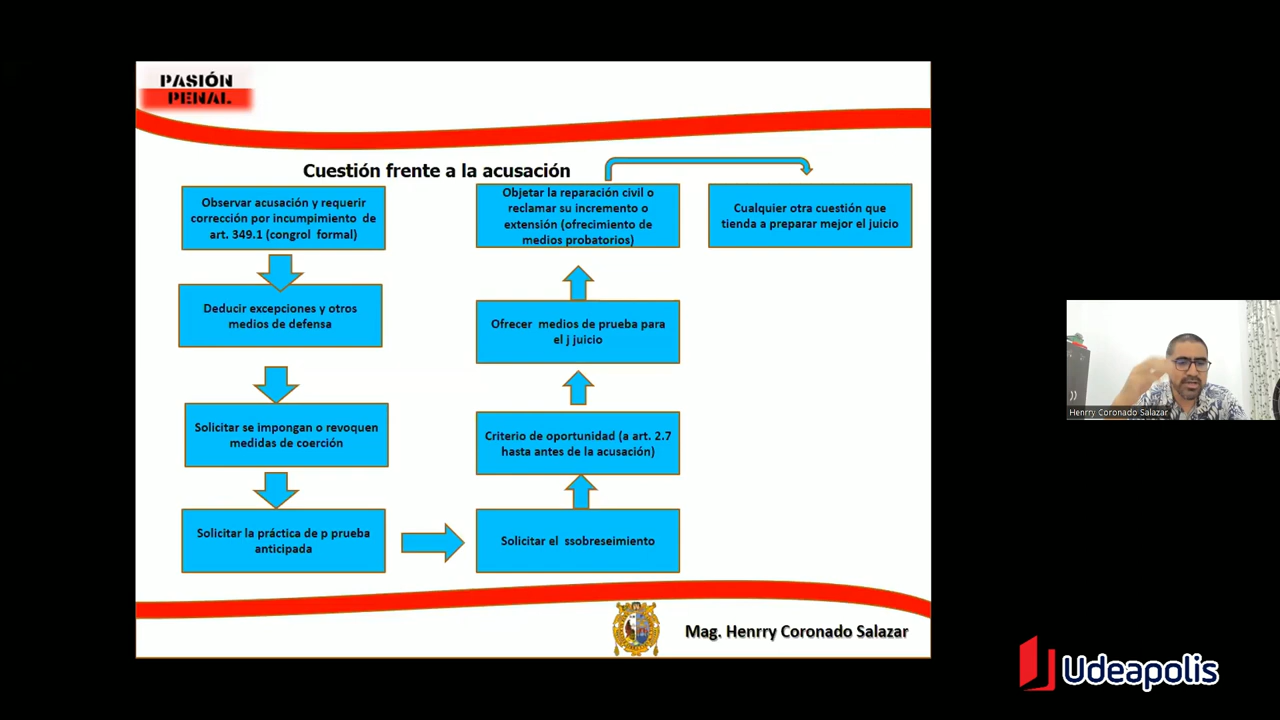 PASIÓN
PENAL
Cuestión frente a la acusación
Observar acusación y requerir
corrección por incumpimiento de
art. 349.1 (congrol formal)
Deducir excepciones y otros
medios de defensa
Solicitar se impongan o revoquen
medidas de coerción
Solicitar la práctica de p prueba
anticipada
Solicitar el ssobreseimiento
Criterio de oportunidad (a art. 2.7
hasta antes de la acusación)
Ofrecer medios de prueba para
el j juicio
Objetar la reparación civil o
reclamar su incremento o
extensión (ofrecimiento de
medios probatorios)
Cualquier otra cuestión que
tienda a preparar mejor el juicio
Mag. Henrry Coronado Salazar
Henrry Coronado Salazar
Udeapolis